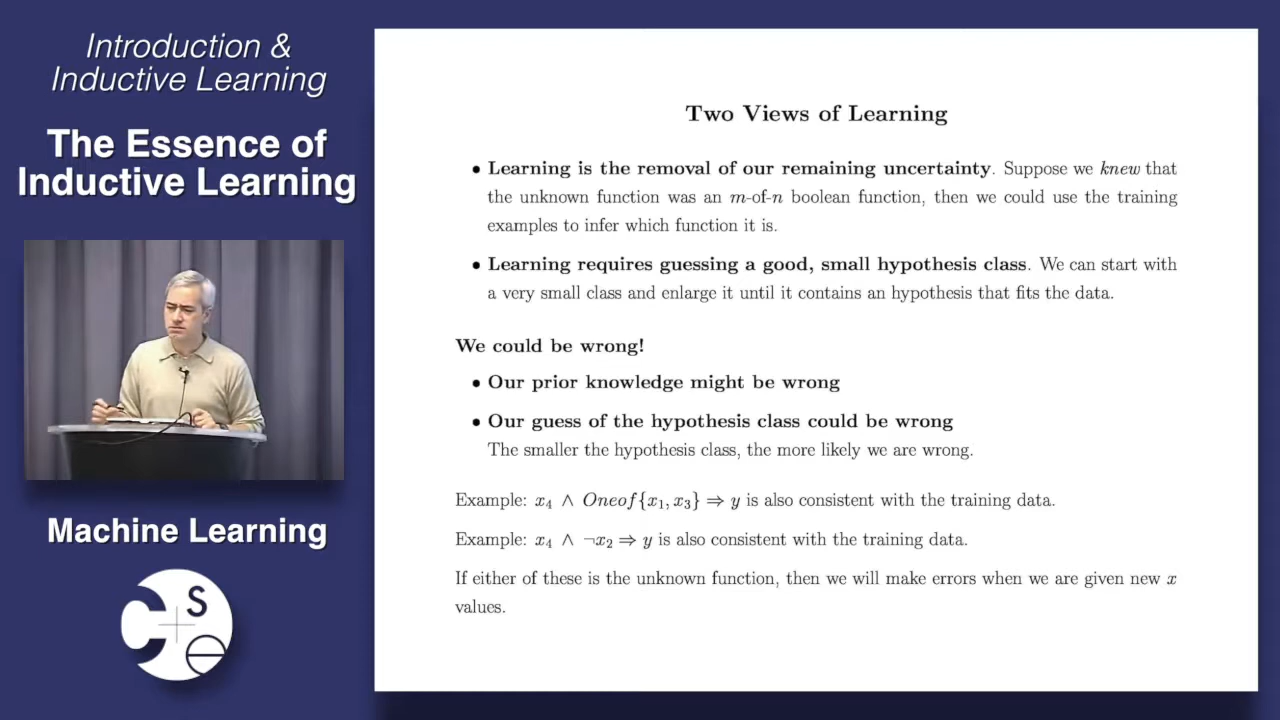 Introduction &
Inductive Learning
The Essence of
Inductive Learning
Machine Learning
CSe
Two Views of Learning
• Learning is the removal of our remaining uncertainty. Suppose we knew that
the unknown function was an m-of-n boolean function, then we could use the training
examples to infer which function it is.
• Learning requires guessing a good, small hypothesis class. We can start with
a very small class and enlarge it until it contains an hypothesis that fits the data.
We could be wrong!
• Our prior knowledge might be wrong
• Our guess of the hypothesis class could be wrong
The smaller the hypothesis class, the more likely we are wrong.
Example: x₄ ∧ Oneof{x₁, x₃} ⇒ y is also consistent with the training data.
Example: x₄ ∧ ¬x₂ ⇒ y is also consistent with the training data.
If either of these is the unknown function, then we will make errors when we are given new x
values.